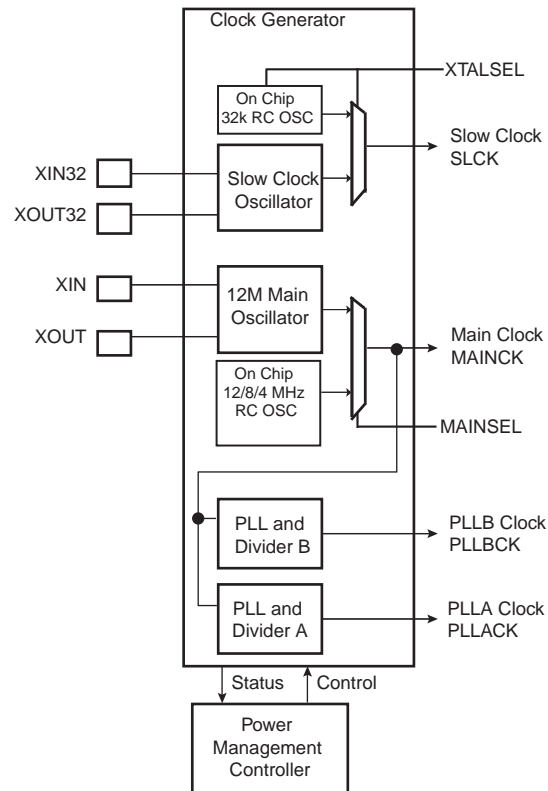 Clock Generator
XTALSEL
On Chip
32k RC OSC
Slow Clock
SLCK
XIN32
Slow Clock
Oscillator
XOUT32
XIN
12M Main
Oscillator
XOUT
Main Clock
MAINCK
On Chip
12/8/4 MHz
RC OSC
MAINSEL
PLL and
Divider B
PLLB Clock
PLLBCK
PLL and
Divider A
PLLA Clock
PLLACK
Status
Control
Power
Management
Controller